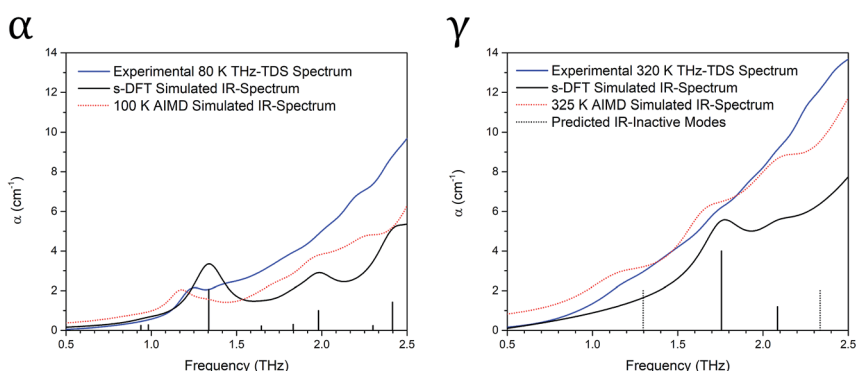 α
14
12
10
8
6
4
2
0
α (cm⁻¹)
Experimental 80 K THz-TDS Spectrum
s-DFT Simulated IR-Spectrum
100 K AIMD Simulated IR-Spectrum
0.5 1.0 1.5 2.0 2.5
Frequency (THz)
γ
14
12
10
8
6
4
2
0
α (cm⁻¹)
Experimental 320 K THz-TDS Spectrum
s-DFT Simulated IR-Spectrum
325 K AIMD Simulated IR-Spectrum
Predicted IR-Inactive Modes
0.5 1.0 1.5 2.0 2.5
Frequency (THz)